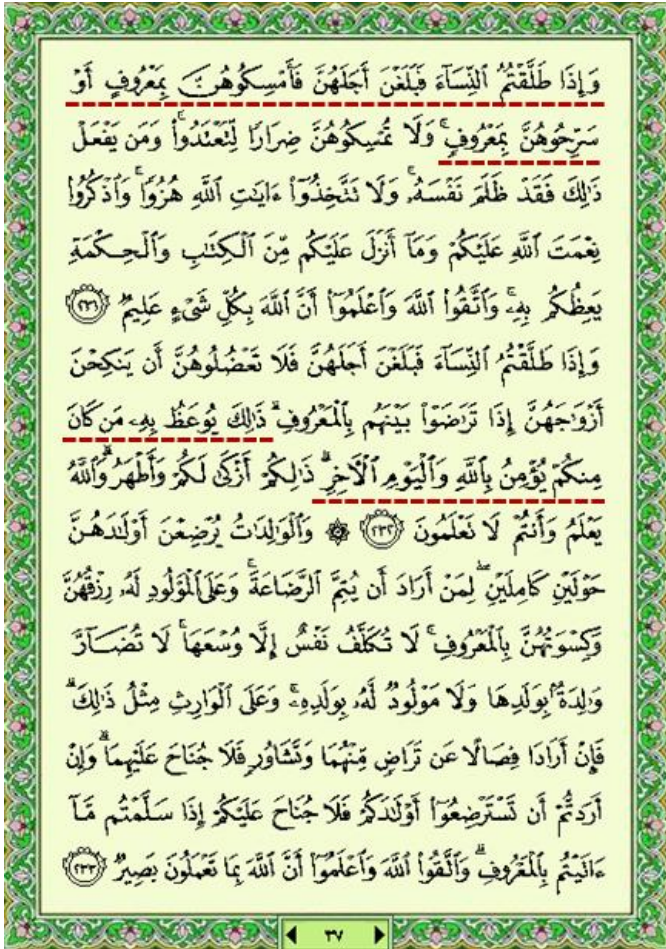 وَإِذَا طَلَّقْتُمُ ٱلنِّسَآءَ فَبَلَغْنَ أَجَلَهُنَّ فَأَمْسِكُوهُنَّ بِمَعْرُوفٍ أَوْ
سَرِّحُوهُنَّ بِمَعْرُوفٍۚ وَلَا تُمْسِكُوهُنَّ ضِرَارًا لِّتَعْتَدُوا۟ۚ وَمَن يَفْعَلْ
ذَٰلِكَ فَقَدْ ظَلَمَ نَفْسَهُۥۚ وَلَا تَتَّخِذُوٓا۟ ءَايَٰتِ ٱللَّهِ هُزُوًاۚ وَٱذْكُرُوا۟
نِعْمَتَ ٱللَّهِ عَلَيْكُمْ وَمَآ أَنزَلَ عَلَيْكُم مِّنَ ٱلْكِتَٰبِ وَٱلْحِكْمَةِ
يَعِظُكُم بِهِۦۚ وَٱتَّقُوا۟ ٱللَّهَ وَٱعْلَمُوٓا۟ أَنَّ ٱللَّهَ بِكُلِّ شَىْءٍ عَلِيمٌ ﴿٢٣١﴾
وَإِذَا طَلَّقْتُمُ ٱلنِّسَآءَ فَبَلَغْنَ أَجَلَهُنَّ فَلَا تَعْضُلُوهُنَّ أَن يَنكِحْنَ
أَزْوَٰجَهُنَّ إِذَا تَرَٰضَوْا۟ بَيْنَهُم بِٱلْمَعْرُوفِۗ ذَٰلِكَ يُوعَظُ بِهِۦ مَن كَانَ
مِنكُمْ يُؤْمِنُ بِٱللَّهِ وَٱلْيَوْمِ ٱلْءَاخِرِۗ ذَٰلِكُمْ أَزْكَىٰ لَكُمْ وَأَطْهَرُۗ وَٱللَّهُ
يَعْلَمُ وَأَنتُمْ لَا تَعْلَمُونَ ﴿٢٣٢﴾ ۞ وَٱلْوَٰلِدَٰتُ يُرْضِعْنَ أَوْلَٰدَهُنَّ
حَوْلَيْنِ كَامِلَيْنِۖ لِمَنْ أَرَادَ أَن يُتِمَّ ٱلرَّضَاعَةَۚ وَعَلَى ٱلْمَوْلُودِ لَهُۥ رِزْقُهُنَّ
وَكِسْوَتُهُنَّ بِٱلْمَعْرُوفِۚ لَا تُكَلَّفُ نَفْسٌ إِلَّا وُسْعَهَاۚ لَا تُضَآرَّ
وَٰلِدَةٌۢ بِوَلَدِهَا وَلَا مَوْلُودٌ لَّهُۥ بِوَلَدِهِۦۚ وَعَلَى ٱلْوَارِثِ مِثْلُ ذَٰلِكَۗ
فَإِنْ أَرَادَا فِصَالًا عَن تَرَاضٍ مِّنْهُمَا وَتَشَاوُرٍ فَلَا جُنَاحَ عَلَيْهِمَاۗ وَإِنْ
أَرَدتُّمْ أَن تَسْتَرْضِعُوٓا۟ أَوْلَٰدَكُمْ فَلَا جُنَاحَ عَلَيْكُمْ إِذَا سَلَّمْتُم مَّآ
ءَاتَيْتُم بِٱلْمَعْرُوفِۗ وَٱتَّقُوا۟ ٱللَّهَ وَٱعْلَمُوٓا۟ أَنَّ ٱللَّهَ بِمَا تَعْمَلُونَ بَصِيرٌ ﴿٢٣٣﴾
٣٧